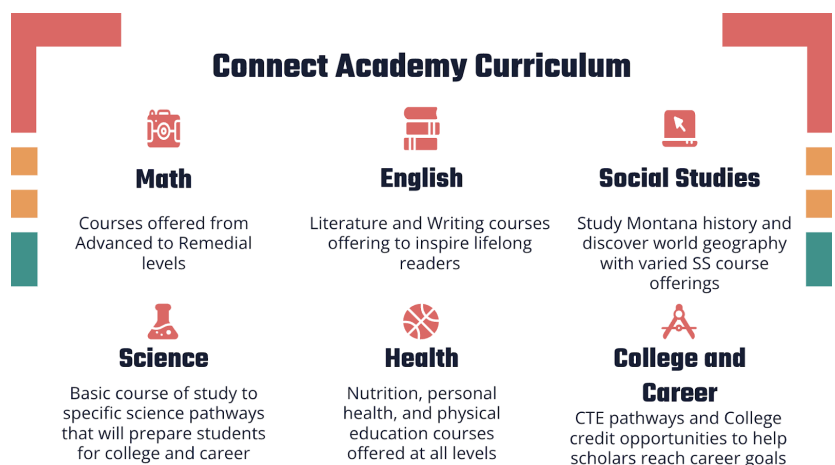 Connect Academy Curriculum
Math
Courses offered from
Advanced to Remedial
levels
English
Literature and Writing courses
offering to inspire lifelong
readers
Social Studies
Study Montana history and
discover world geography
with varied SS course
offerings
Science
Basic course of study to
specific science pathways
that will prepare students
for college and career
Health
Nutrition, personal
health, and physical
education courses
offered at all levels
College and
Career
CTE pathways and College
credit opportunities to help
scholars reach career goals